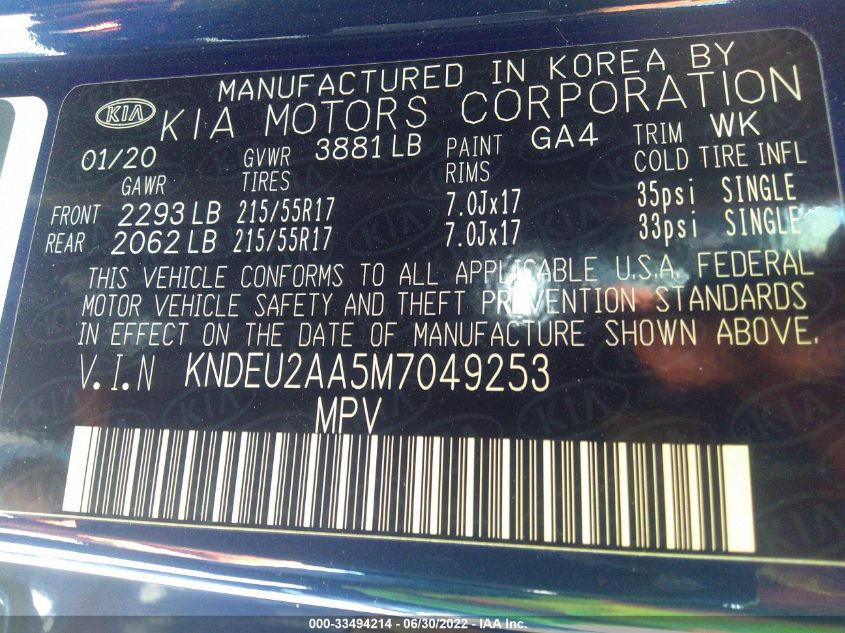 MANUFACTURED IN KOREA BY
KIA KIA MOTORS CORPORATION
01/20 GVWR 3881 LB PAINT GA4 TRIM WK
GAWR TIRES RIMS COLD TIRE INFL
FRONT 2293 LB 215/55R17 7.0Jx17 35psi SINGLE
REAR 2062 LB 215/55R17 7.0Jx17 33psi SINGLE
THIS VEHICLE CONFORMS TO ALL APPLICABLE U.S.A. FEDERAL
MOTOR VEHICLE SAFETY AND THEFT PREVENTION STANDARDS
IN EFFECT ON THE DATE OF MANUFACTURE SHOWN ABOVE.
V.I.N KNDEU2AA5M7049253
MPV
000-33494214 - 06/30/2022 - IAA Inc.